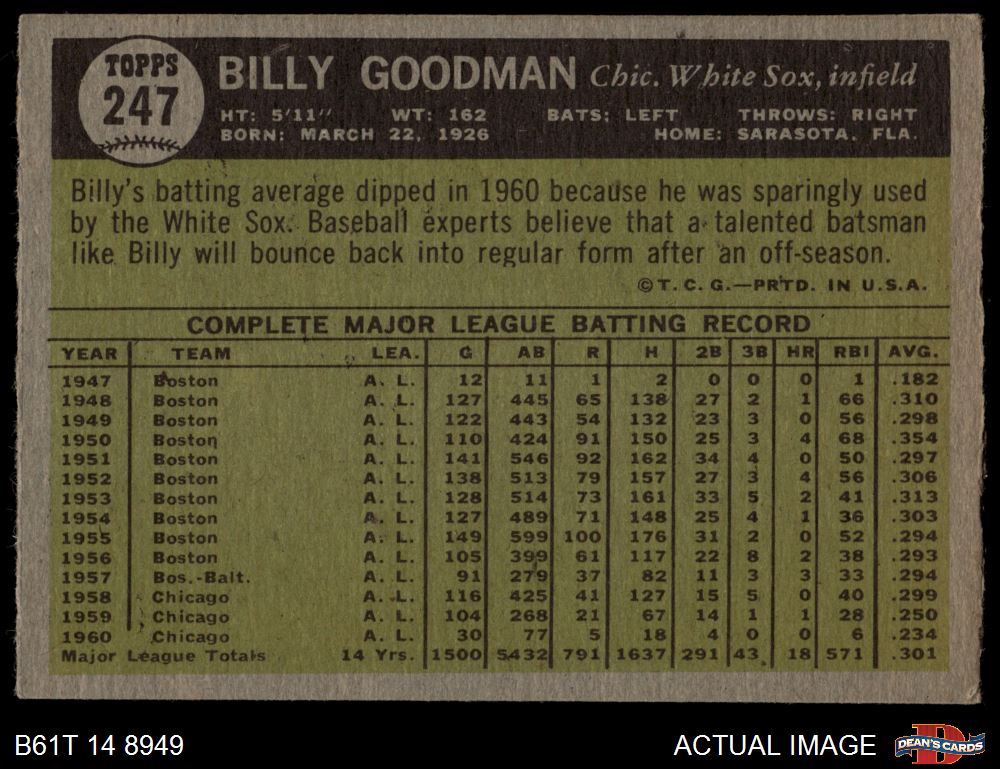 TOPPS
247
BILLY GOODMAN Chic. White Sox, infield
HT: 5'11" WT: 162 BATS: LEFT THROWS: RIGHT
BORN: MARCH 22, 1926 HOME: SARASOTA, FLA.
Billy's batting average dipped in 1960 because he was sparingly used
by the White Sox. Baseball experts believe that a talented batsman
like Billy will bounce back into regular form after an off-season.
©T. C. G.—PRTD. IN U.S.A.
COMPLETE MAJOR LEAGUE BATTING RECORD
YEAR TEAM LEA. G AB R H 2B 3B HR RBI AVG.
1947 Boston A. L. 12 11 1 2 0 0 0 1 .182
1948 Boston A. L. 127 445 65 138 27 2 1 66 .310
1949 Boston A. L. 122 443 54 132 23 3 0 56 .298
1950 Boston A. L. 110 424 91 150 25 3 4 68 .354
1951 Boston A. L. 141 546 92 162 34 4 0 50 .297
1952 Boston A. L. 138 513 79 157 27 3 4 56 .306
1953 Boston A. L. 128 514 73 161 33 5 2 41 .313
1954 Boston A. L. 127 489 71 148 25 4 1 36 .303
1955 Boston A. L. 149 599 100 176 31 2 0 52 .294
1956 Boston A. L. 105 399 61 117 22 8 2 38 .293
1957 Bos.-Balt. A. L. 91 279 37 82 11 3 3 33 .294
1958 Chicago A. L. 116 425 41 127 15 5 0 40 .299
1959 Chicago A. L. 104 268 21 67 14 1 1 28 .250
1960 Chicago A. L. 30 77 5 18 4 0 0 6 .234
Major League Totals 14 Yrs. 1500 5432 791 1637 291 43 18 571 .301
B61T 14 8949 ACTUAL IMAGE
D DEAN'S CARDS